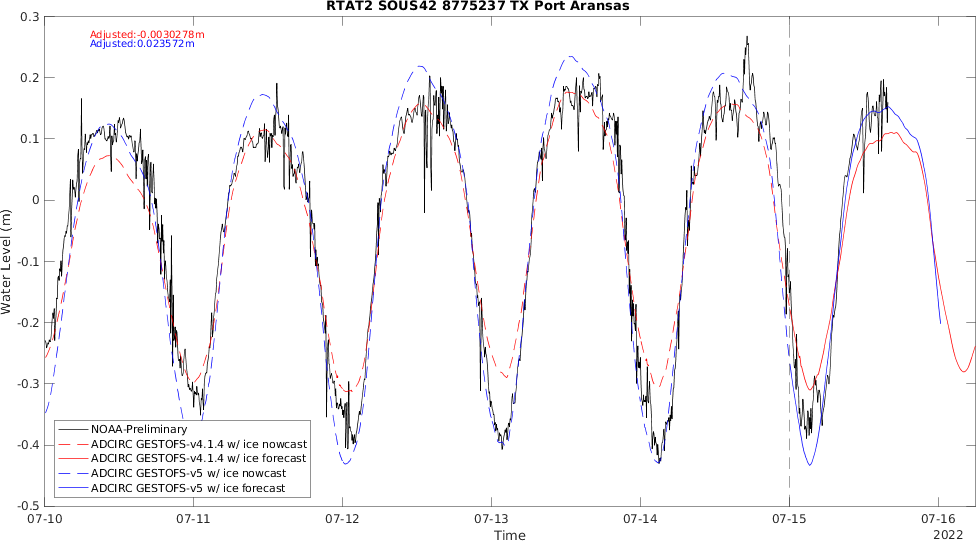 RTAT2 SOUS42 8775237 TX Port Aransas
Adjusted:-0.0030278m
Adjusted:0.023572m
Water Level (m)
0.3
0.2
0.1
0
-0.1
-0.2
-0.3
-0.4
-0.5
NOAA-Preliminary
ADCIRC GESTOFS-v4.1.4 w/ ice nowcast
ADCIRC GESTOFS-v4.1.4 w/ ice forecast
ADCIRC GESTOFS-v5 w/ ice nowcast
ADCIRC GESTOFS-v5 w/ ice forecast
07-10 07-11 07-12 07-13 07-14 07-15 07-16
Time
2022